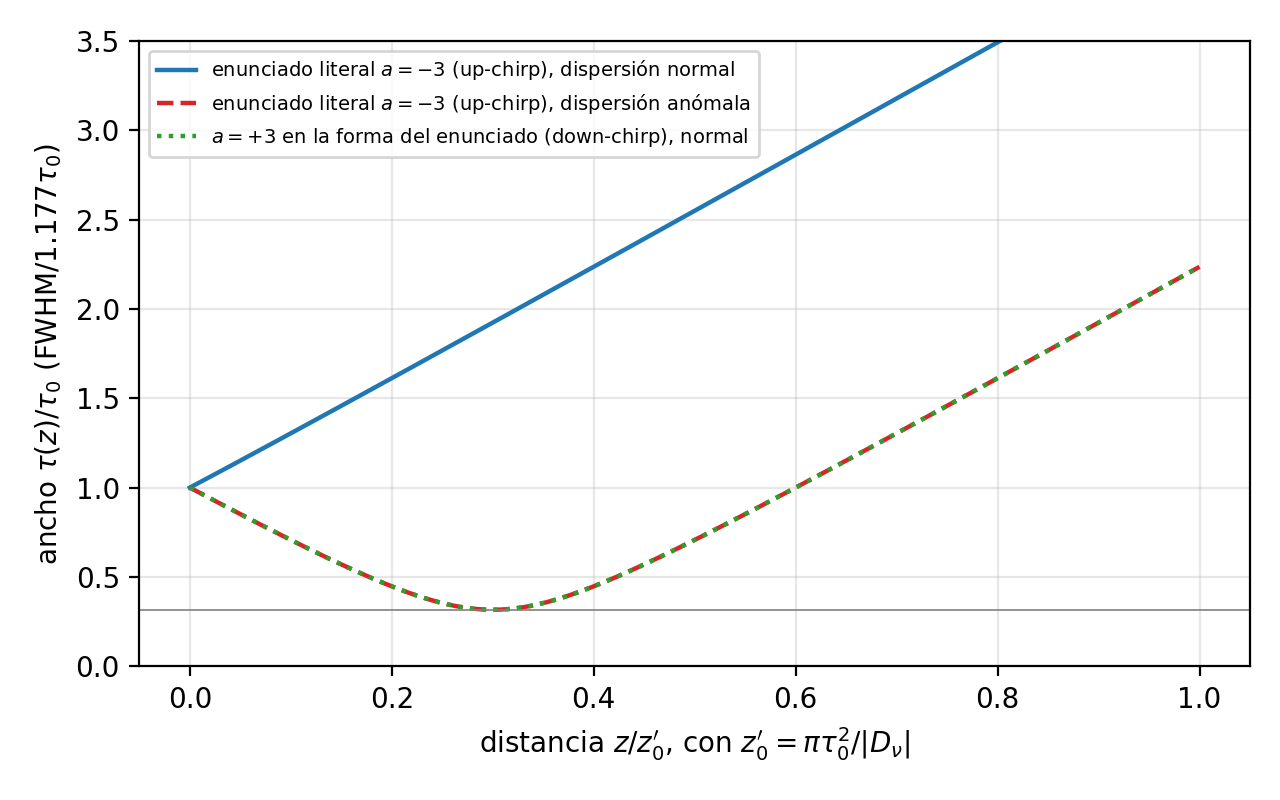 enunciado literal a = −3 (up-chirp), dispersión normal
enunciado literal a = −3 (up-chirp), dispersión anómala
a = +3 en la forma del enunciado (down-chirp), normal
ancho τ(z)/τ₀ (FWHM/1.177τ₀)
3.5
3.0
2.5
2.0
1.5
1.0
0.5
0.0
0.0 0.2 0.4 0.6 0.8 1.0
distancia z/z₀′, con z₀′ = πτ₀²/|Dᵥ|